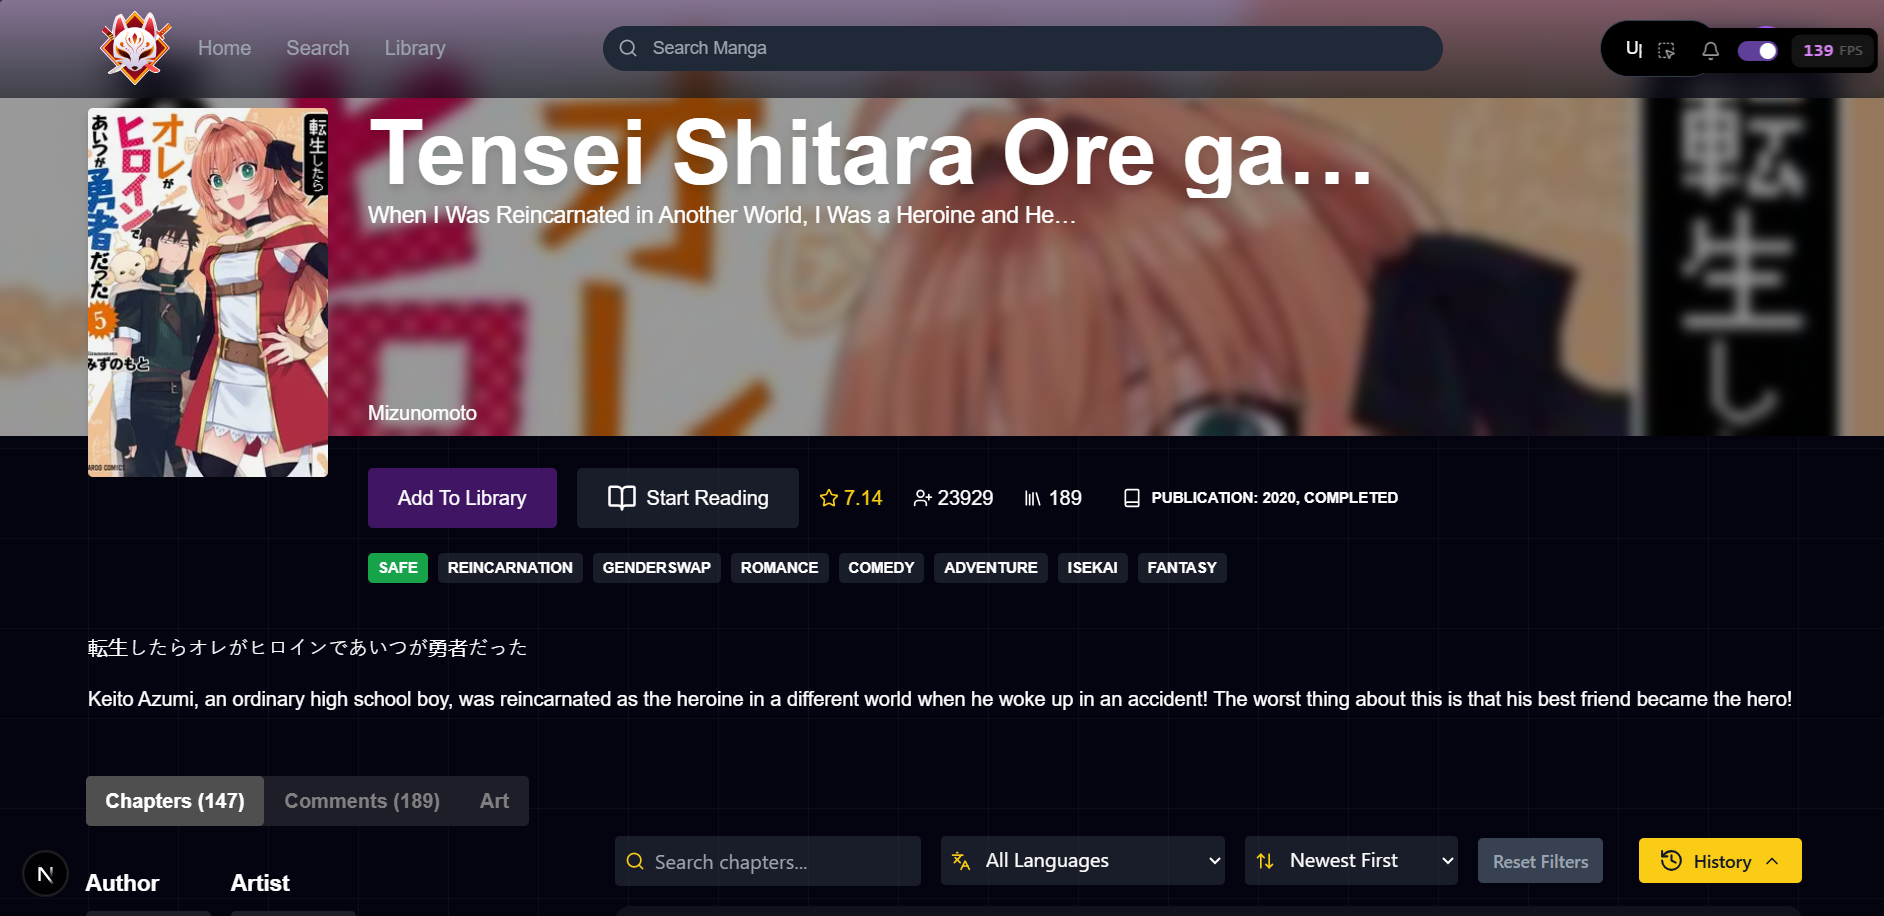 Home Search Library
Search Manga
Up
139 FPS
Tensei Shitara Ore ga…
When I Was Reincarnated in Another World, I Was a Heroine and He…
転生したら
オレが
ヒロインで
あいつが
勇者だった
5
みずのもと
転生し
オレ
Mizunomoto
Add To Library
Start Reading
7.14
23929
189
PUBLICATION: 2020, COMPLETED
SAFE REINCARNATION GENDERSWAP ROMANCE COMEDY ADVENTURE ISEKAI FANTASY
転生したらオレがヒロインであいつが勇者だった
Keito Azumi, an ordinary high school boy, was reincarnated as the heroine in a different world when he woke up in an accident! The worst thing about this is that his best friend became the hero!
Chapters (147) Comments (189) Art
Search chapters...
All Languages
Newest First
Reset Filters
History
N
Author Artist